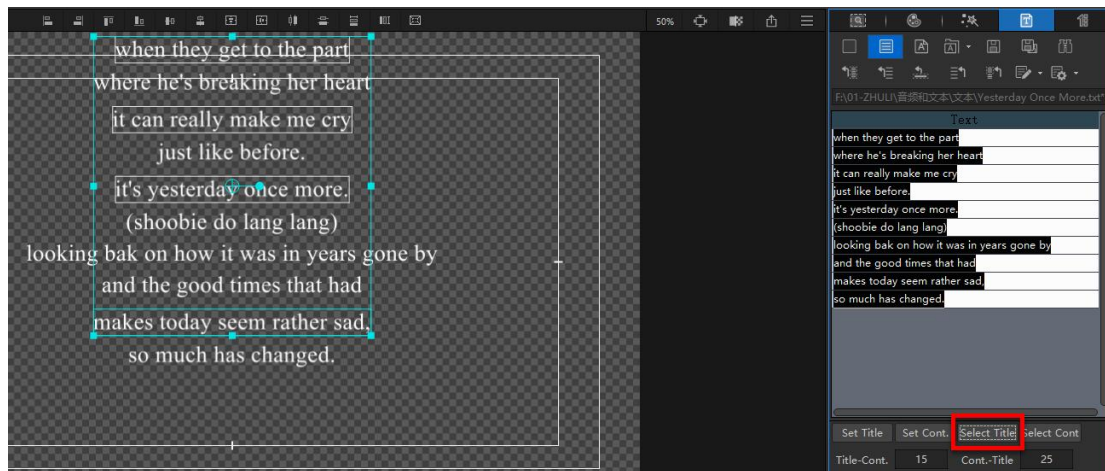 50%
when they get to the part
where he's breaking her heart
it can really make me cry
just like before.
it's yesterday once more.
(shoobie do lang lang)
looking bak on how it was in years gone by
and the good times that had
makes today seem rather sad,
so much has changed.
F:\01-ZHULI\音频和文本\文本\Yesterday Once More.txt*
Text
when they get to the part
where he's breaking her heart
it can really make me cry
just like before.
it's yesterday once more.
(shoobie do lang lang)
looking bak on how it was in years gone by
and the good times that had
makes today seem rather sad,
so much has changed.
Set Title Set Cont. Select Title Select Cont
Title-Cont. 15 Cont.-Title 25